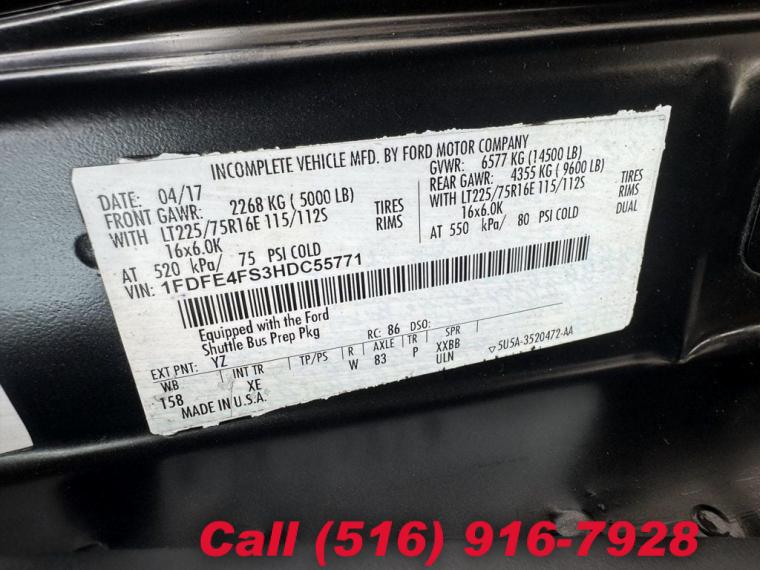 INCOMPLETE VEHICLE MFD. BY FORD MOTOR COMPANY
DATE: 04/17 GVWR: 6577 KG (14500 LB)
FRONT GAWR: 2268 KG ( 5000 LB) REAR GAWR: 4355 KG ( 9600 LB)
WITH LT225/75R16E 115/112S TIRES WITH LT225/75R16E 115/112S TIRES
16x6.0K RIMS 16x6.0K RIMS
AT 520 kPa/ 75 PSI COLD AT 550 kPa/ 80 PSI COLD DUAL
VIN: 1FDFE4FS3HDC55771
Equipped with the Ford
Shuttle Bus Prep Pkg
EXT PNT: YZ RC: 86 DSO:
WB INT TR TP/PS R AXLE TR SPR
158 XE W 83 P XXBB
ULN
MADE IN U.S.A.
▽ 5U5A-3520472-AA
Call (516) 916-7928